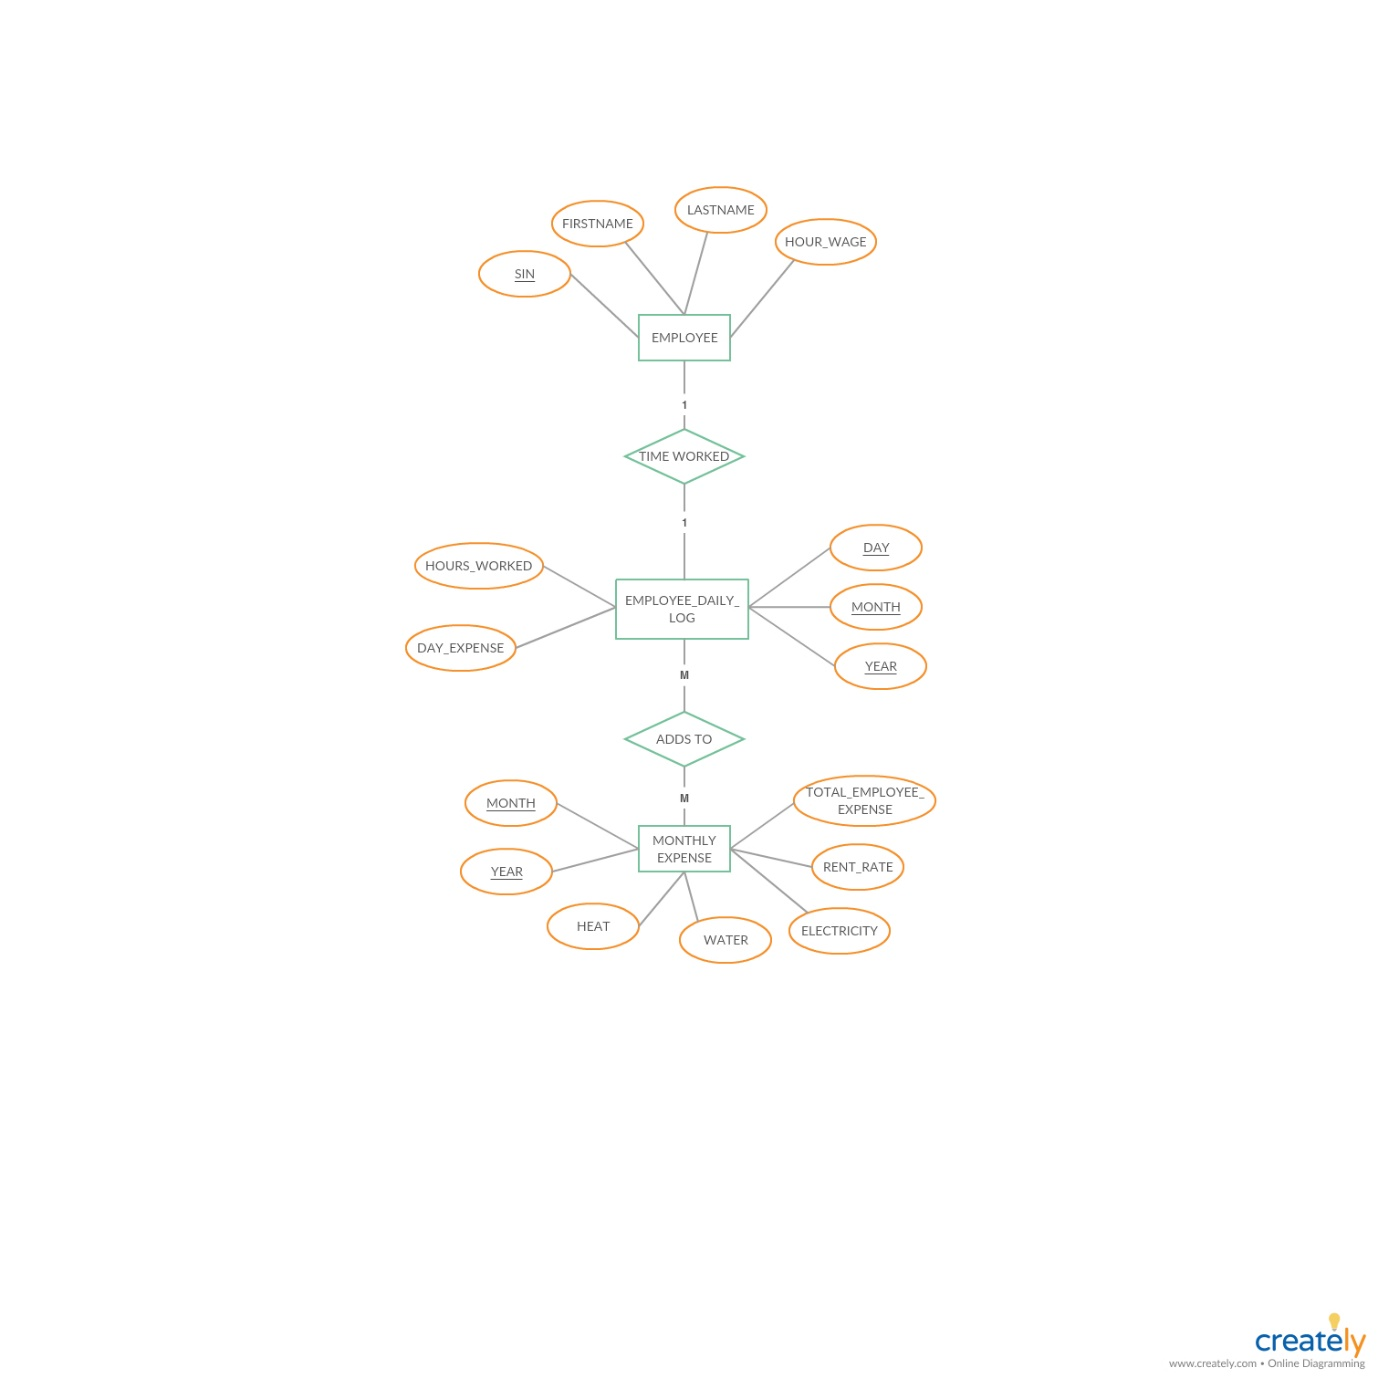 LASTNAME
FIRSTNAME
HOUR_WAGE
SIN
EMPLOYEE
1
TIME WORKED
1
DAY
HOURS_WORKED
EMPLOYEE_DAILY_
LOG
MONTH
DAY_EXPENSE
YEAR
M
ADDS TO
M
MONTH
TOTAL_EMPLOYEE_
EXPENSE
MONTHLY
EXPENSE
YEAR
RENT_RATE
HEAT
WATER
ELECTRICITY
creately
www.creately.com • Online Diagramming